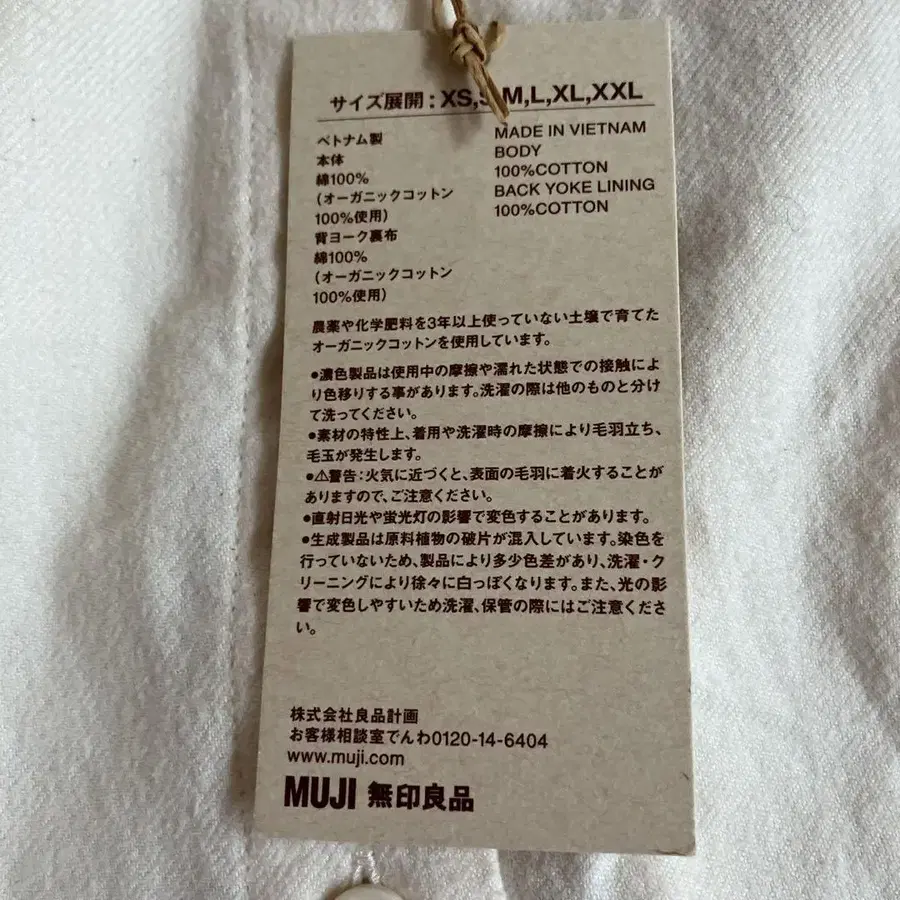 サイズ展開:XS,S,M,L,XL,XXL
ベトナム製
本体
綿100%
(オーガニックコットン
100%使用)
背ヨーク裏布
綿100%
(オーガニックコットン
100%使用)
MADE IN VIETNAM
BODY
100%COTTON
BACK YOKE LINING
100%COTTON
農薬や化学肥料を3年以上使っていない土壌で育てた
オーガニックコットンを使用しています。
●濃色製品は使用中の摩擦や濡れた状態での接触によ
り色移りする事があります。洗濯の際は他のものと分け
て洗ってください。
●素材の特性上、着用や洗濯時の摩擦により毛羽立ち、
毛玉が発生します。
●⚠警告:火気に近づくと、表面の毛羽に着火することが
ありますので、ご注意ください。
●直射日光や蛍光灯の影響で変色することがあります。
●生成製品は原料植物の破片が混入しています。染色を
行っていないため、製品により多少色差があり、洗濯・ク
リーニングにより徐々に白っぽくなります。また、光の影
響で変色しやすいため洗濯、保管の際にはご注意くださ
い。
株式会社良品計画
お客様相談室でんわ0120-14-6404
www.muji.com
MUJI 無印良品